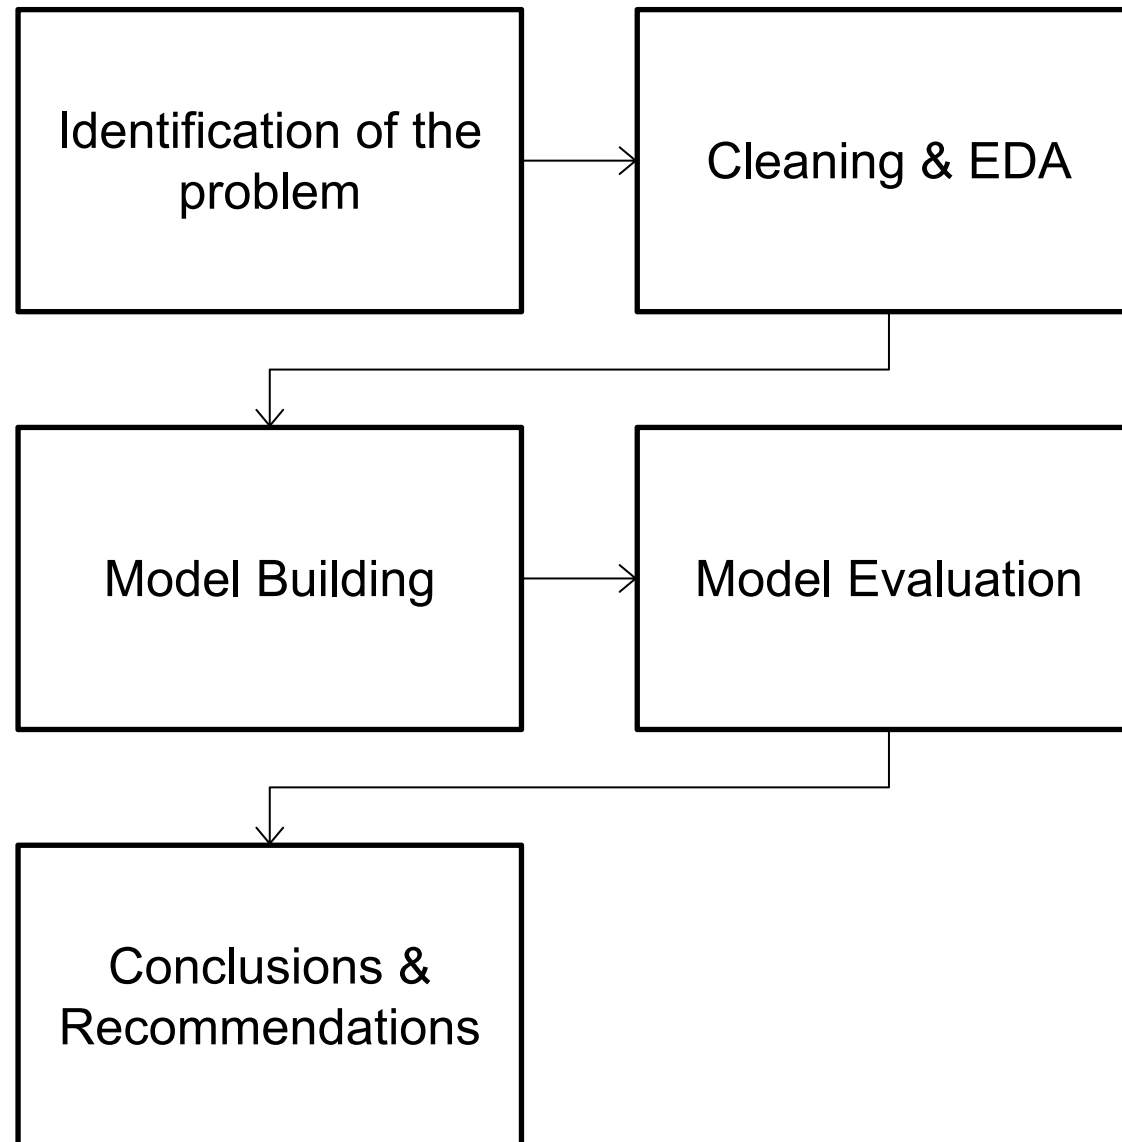 Identification of the
problem
Cleaning & EDA
Model Building
Model Evaluation
Conclusions &
Recommendations